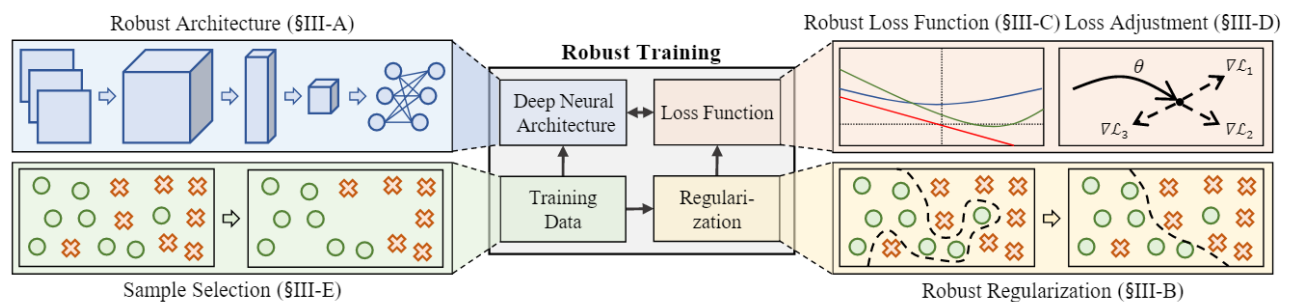 Robust Architecture (§III-A)
Robust Loss Function (§III-C) Loss Adjustment (§III-D)
Robust Training
Deep Neural
Architecture
Loss Function
θ
∇ℒ1
∇ℒ3
∇ℒ2
Training
Data
Regulari-
zation
Sample Selection (§III-E)
Robust Regularization (§III-B)